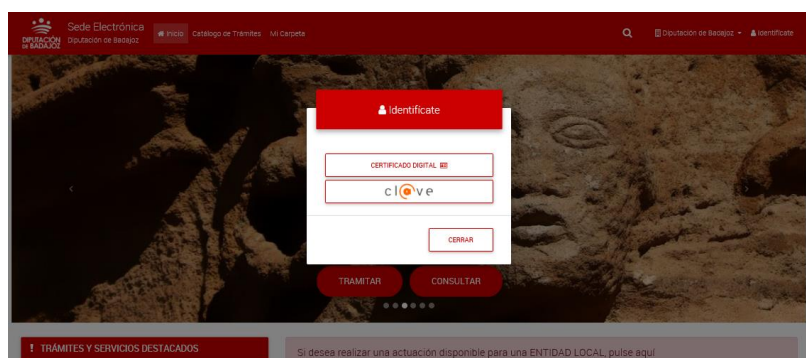 DIPUTACIÓN
DE BADAJOZ
Sede Electrónica
Diputación de Badajoz
Inicio Catálogo de Trámites Mi Carpeta
Diputación de Badajoz Identifícate
Identifícate
CERTIFICADO DIGITAL
cl@ve
CERRAR
TRAMITAR CONSULTAR
! TRÁMITES Y SERVICIOS DESTACADOS
Si desea realizar una actuación disponible para una ENTIDAD LOCAL, pulse aquí